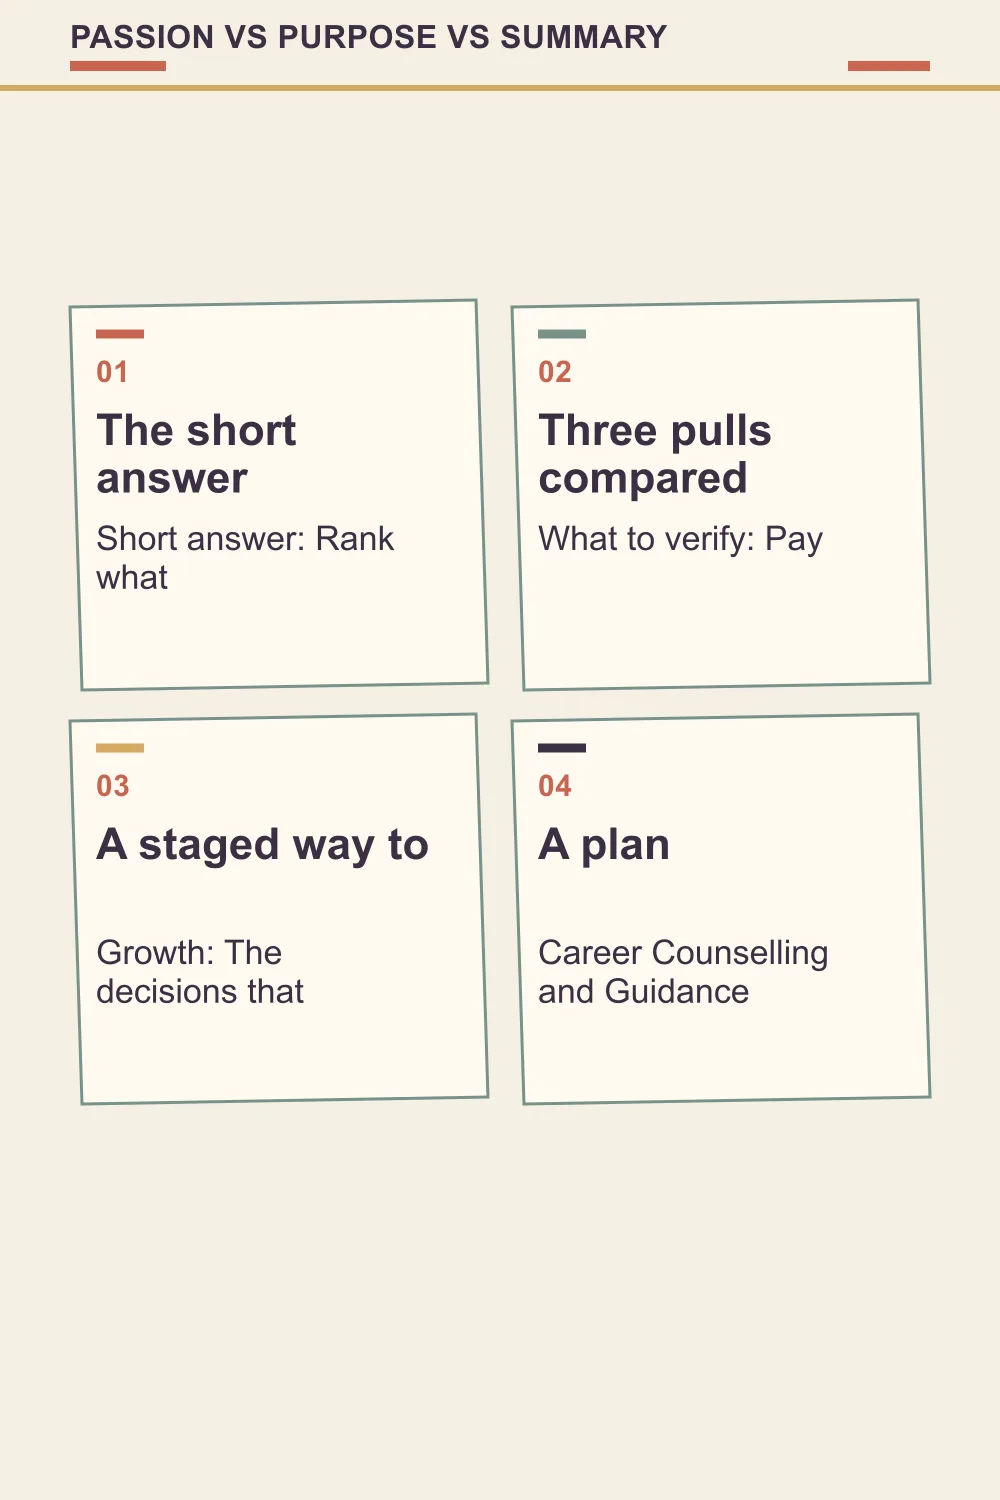 PASSION VS PURPOSE VS SUMMARY
01
The short
answer
Short answer: Rank
what
02
Three pulls
compared
What to verify: Pay
03
A staged way to
Growth: The
decisions that
04
A plan
Career Counselling
and Guidance